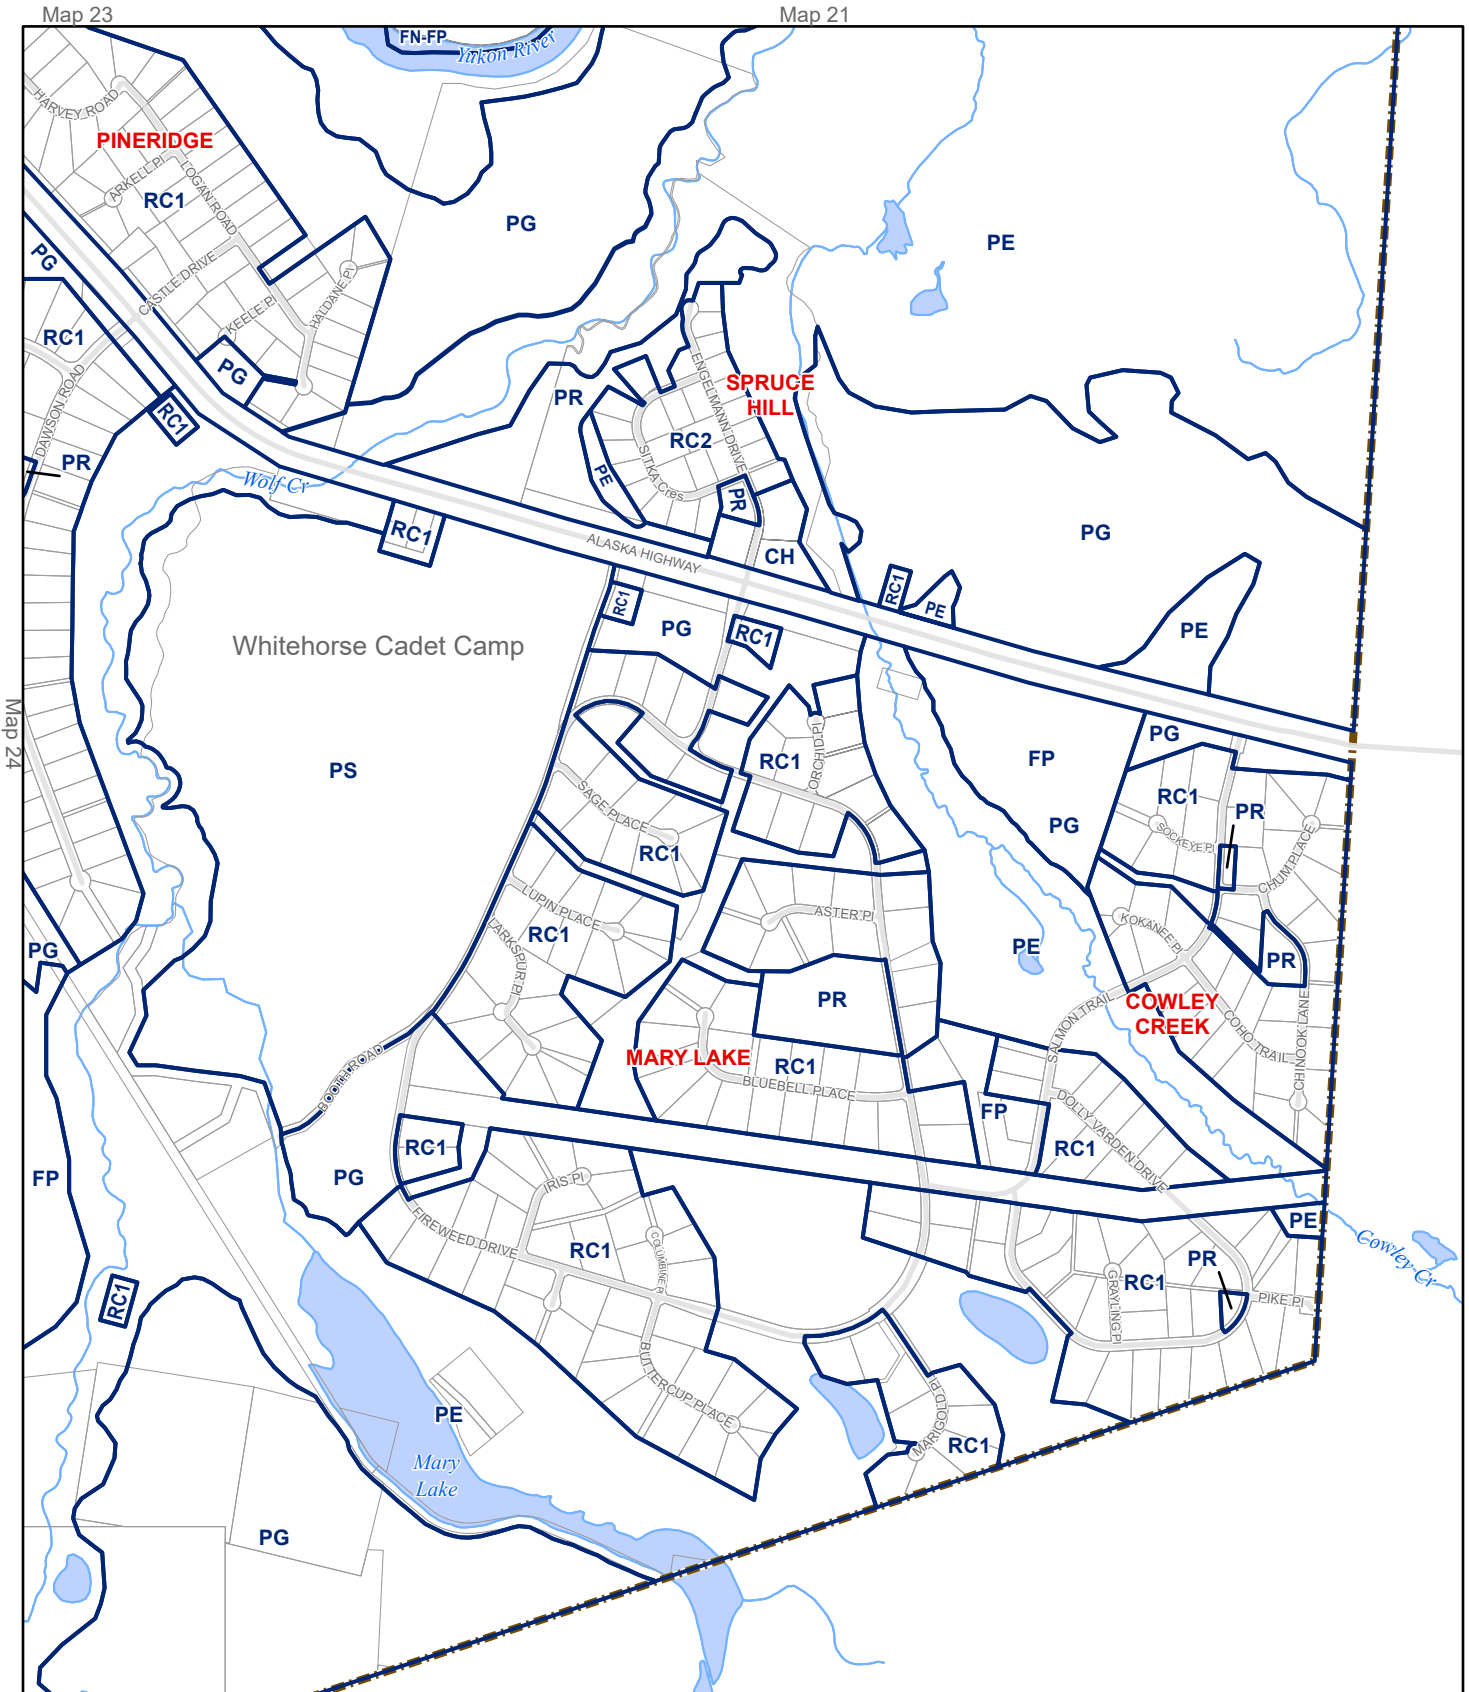 Map 23
Map 21
FN-FP
Yukon River
HARVEY ROAD
PINERIDGE
ARKELL Pl
LOGAN ROAD
RC1
PG
PG
PE
CASTLE DRIVE
KEELE Pl
HALDANE Pl
RC1
PG
DAWSON ROAD
RC1
PR
PR
ENGELMANN DRIVE
SPRUCE
HILL
RC2
SITKA Cres
PE
PR
Wolf Cr
RC1
ALASKA HIGHWAY
CH
PG
RC1
PE
RC1
PG
RC1
PE
Whitehorse Cadet Camp
Map 24
PS
ORCHID Pl
RC1
FP
PG
RC1
PR
SOCKEYE Pl
CHUM PLACE
PG
SAGE PLACE
RC1
LUPIN PLACE
RC1
LARKSPUR Pl
ASTER Pl
KOKANEE Pl
PE
PR
PG
PR
COWLEY
CREEK
SALMON TRAIL
COHO TRAIL
CHINOOK LANE
MARY LAKE
RC1
BLUEBELL PLACE
BOOTH ROAD
FP
DOLLY VARDEN DRIVE
RC1
RC1
FP
PG
IRIS Pl
FIREWEED DRIVE
RC1
COLUMBINE Pl
PE
Cowley Cr
PR
RC1
GRAYLING Pl
PIKE Pl
RC1
BUTTERCUP PLACE
MARIGOLD Pl
RC1
PE
Mary
Lake
PG